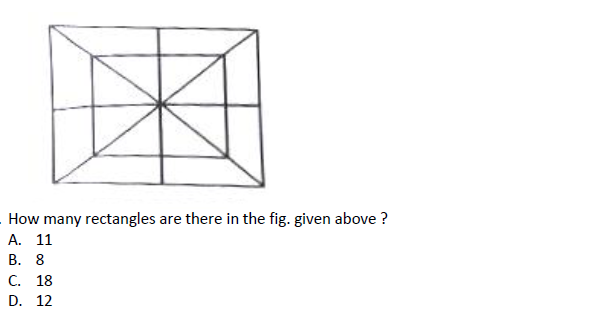 . How many rectangles are there in the fig. given above ?
A. 11
B. 8
C. 18
D. 12